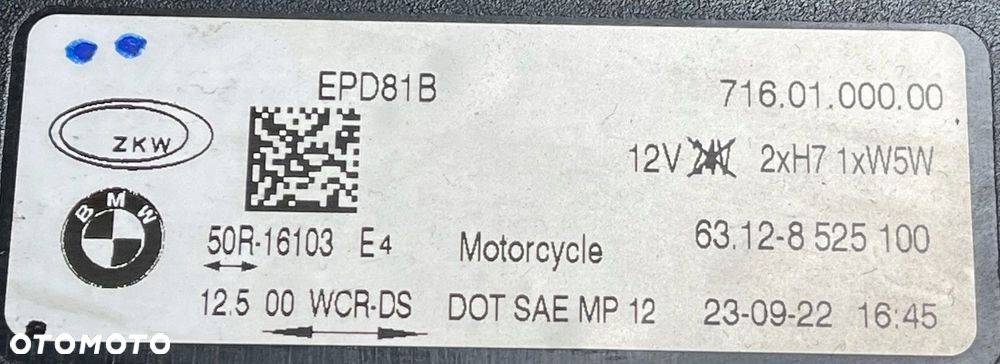 EPD81B 716.01.000.00
ZKW
12V 2xH7 1xW5W
BMW
50R-16103 E4 Motorcycle 63.12-8 525 100
12.5 00 WCR-DS DOT SAE MP 12 23-09-22 16:45
OTOMOTO